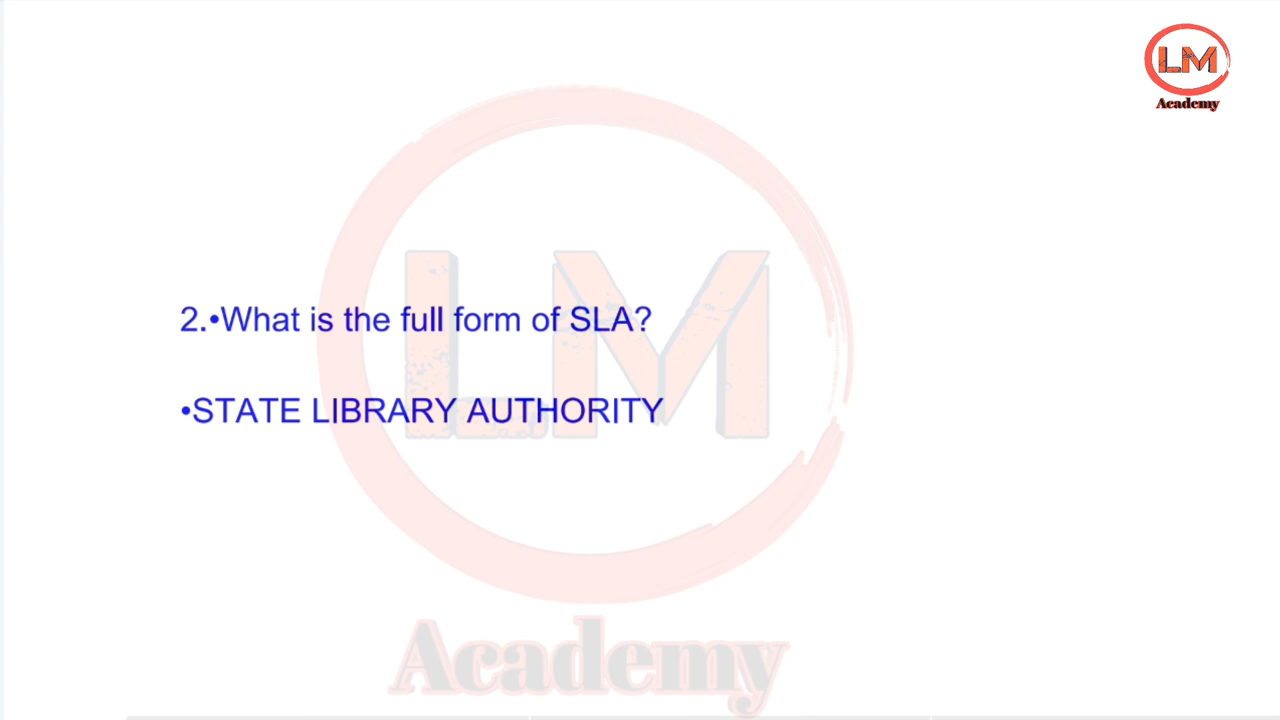 LM
Academy
2.•What is the full form of SLA?
•STATE LIBRARY AUTHORITY
LM
Academy